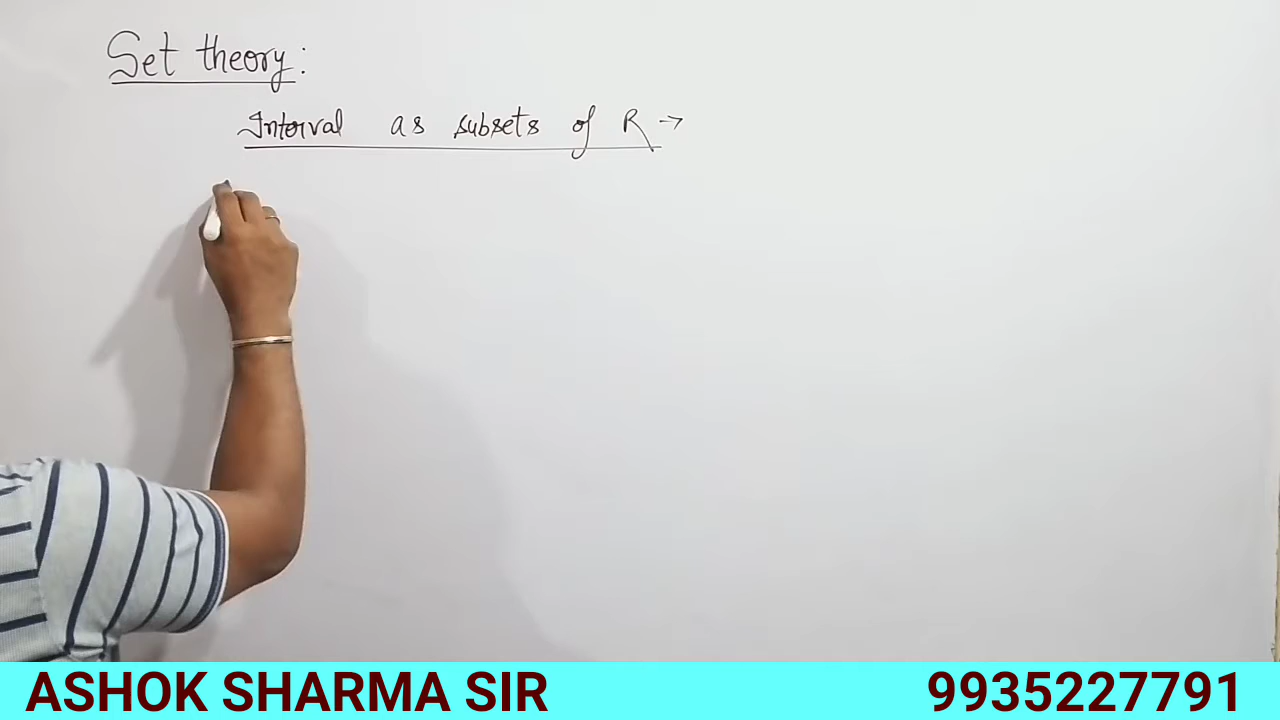 Set theory:
Interval as subsets of R →
ASHOK SHARMA SIR
9935227791